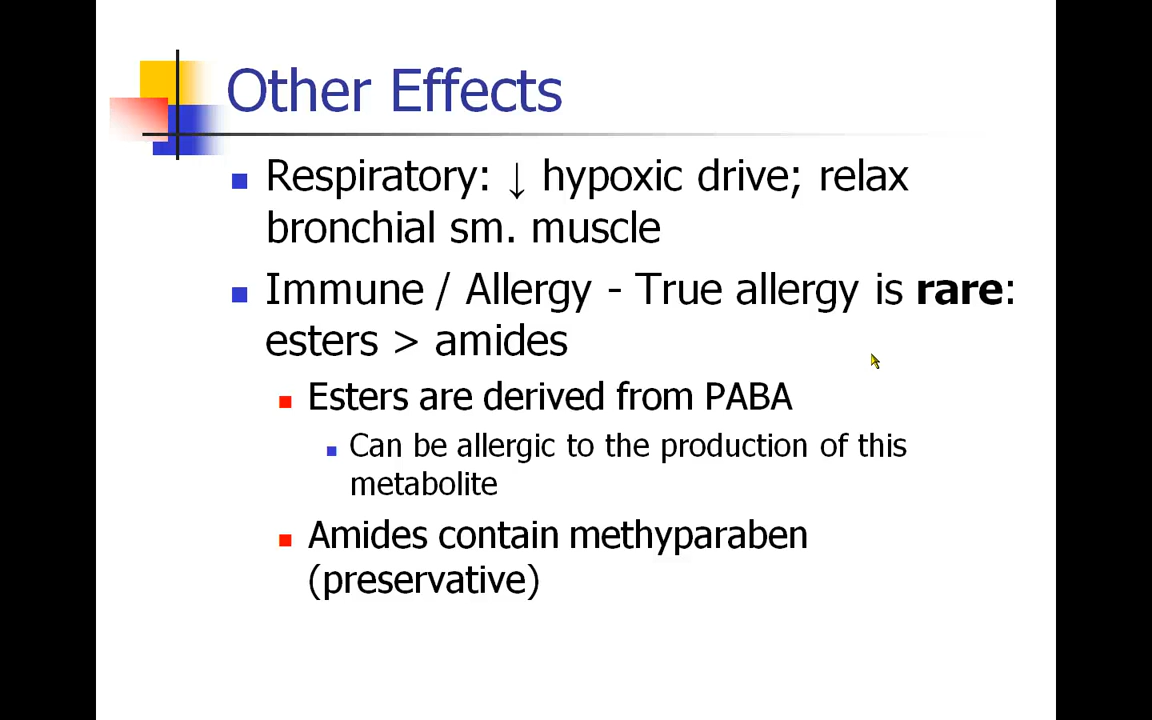 Other Effects
Respiratory: ↓ hypoxic drive; relax
bronchial sm. muscle
Immune / Allergy - True allergy is rare:
esters > amides
Esters are derived from PABA
Can be allergic to the production of this
metabolite
Amides contain methyparaben
(preservative)